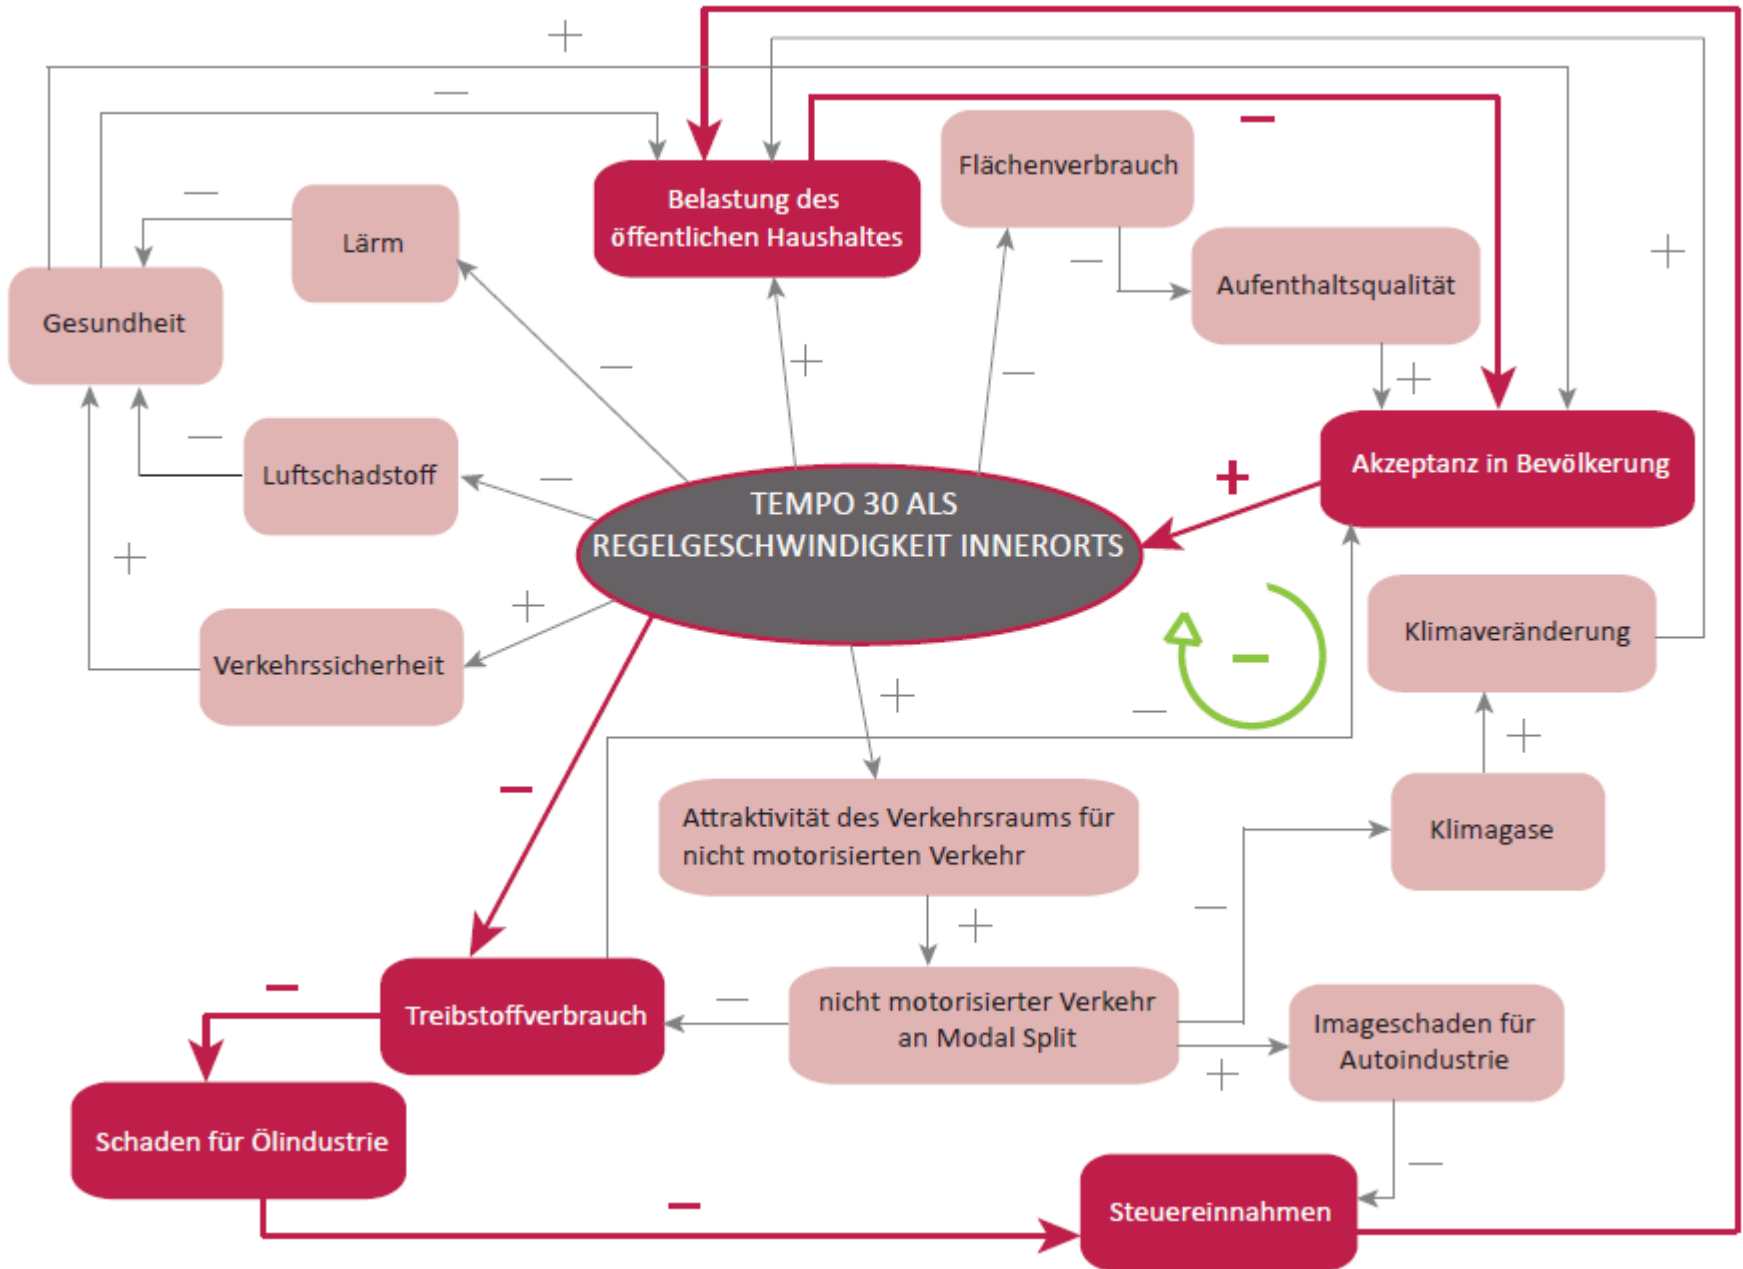 +
−
−
Belastung des
öffentlichen Haushaltes
−
Flächenverbrauch
−
Lärm
Gesundheit
−
Aufenthaltsqualität
+
+
−
+
−
+
Akzeptanz in Bevölkerung
−
Luftschadstoff
−
TEMPO 30 ALS
REGELGESCHWINDIGKEIT INNERORTS
+
+
+
Verkehrssicherheit
−
Klimaveränderung
+
−
+
−
Attraktivität des Verkehrsraums für
nicht motorisierten Verkehr
Klimagase
+
−
−
Treibstoffverbrauch
−
nicht motorisierter Verkehr
an Modal Split
+
Imageschaden für
Autoindustrie
Schaden für Ölindustrie
−
−
Steuereinnahmen